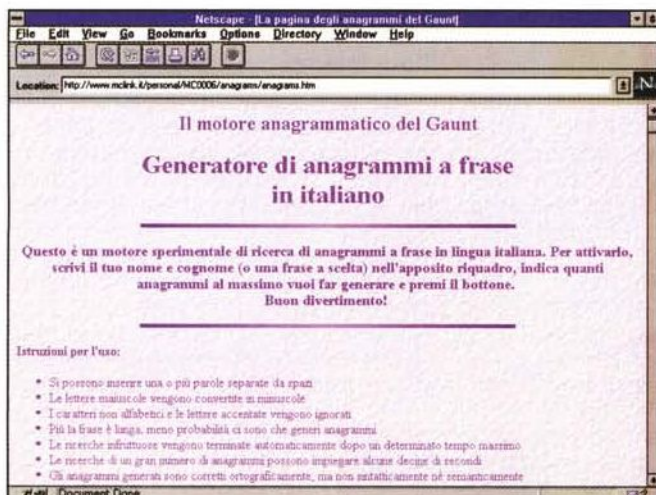 Netscape - [La pagina degli anagrammi del Gaunt]
File Edit View Go Bookmarks Options Directory Window Help
Location: http://www.mclink.it/personal/MC0006/anagrams/anagrams.htm
N
Il motore anagrammatico del Gaunt
Generatore di anagrammi a frase
in italiano
Questo è un motore sperimentale di ricerca di anagrammi a frase in lingua italiana. Per attivarlo,
scrivi il tuo nome e cognome (o una frase a scelta) nell'apposito riquadro, indica quanti
anagrammi al massimo vuoi far generare e premi il bottone.
Buon divertimento!
Istruzioni per l'uso:
• Si possono inserire una o più parole separate da spazi
• Le lettere maiuscole vengono convertite in minuscole
• I caratteri non alfabetici e le lettere accentate vengono ignorati
• Più la frase è lunga, meno probabilità ci sono che generi anagrammi
• Le ricerche infruttuose vengono terminate automaticamente dopo un determinato tempo massimo
• Le ricerche di un gran numero di anagrammi possono impiegare alcune decine di secondi
• Gli anagrammi generati sono corretti ortograficamente, ma non sintatticamente né semanticamente
Document Done